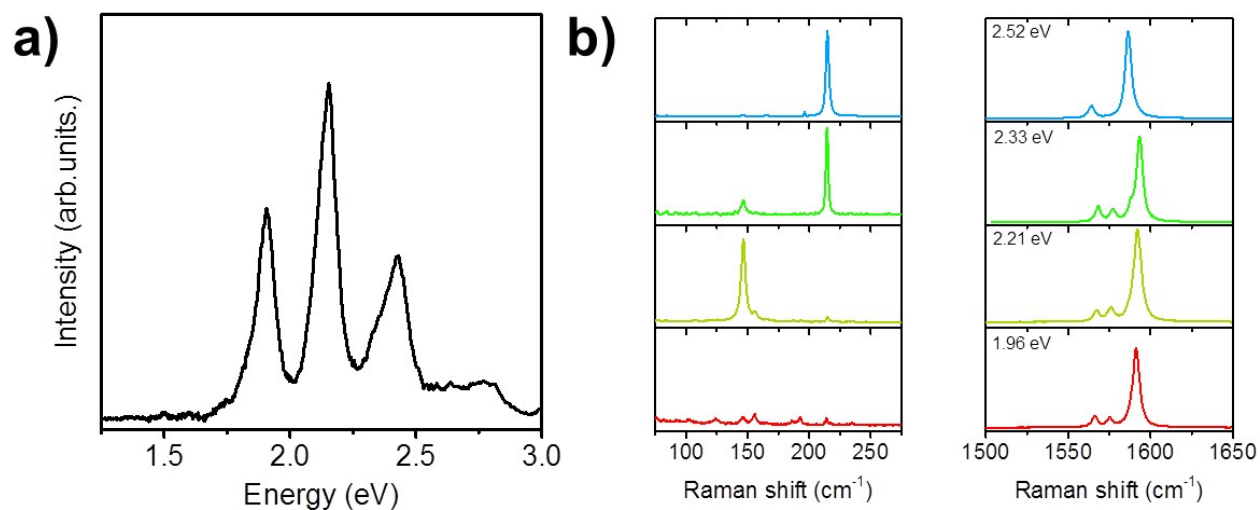 a)
Intensity (arb.units.)
1.5 2.0 2.5 3.0
Energy (eV)
b)
2.52 eV
2.33 eV
2.21 eV
1.96 eV
100 150 200 250
Raman shift (cm⁻¹)
1500 1550 1600 1650
Raman shift (cm⁻¹)